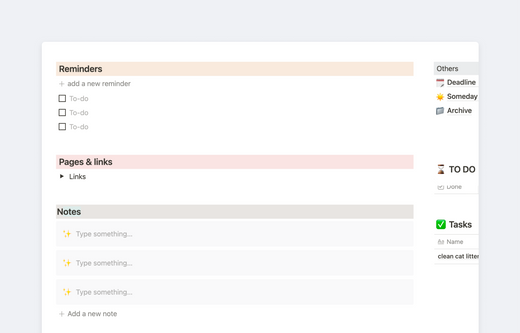 Reminders
+ add a new reminder
To-do
To-do
To-do
Pages & links
Links
Notes
Type something...
Type something...
Type something...
+ Add a new note
Others
Deadline
Someday
Archive
TO DO
Done
Tasks
Aa Name
clean cat litter